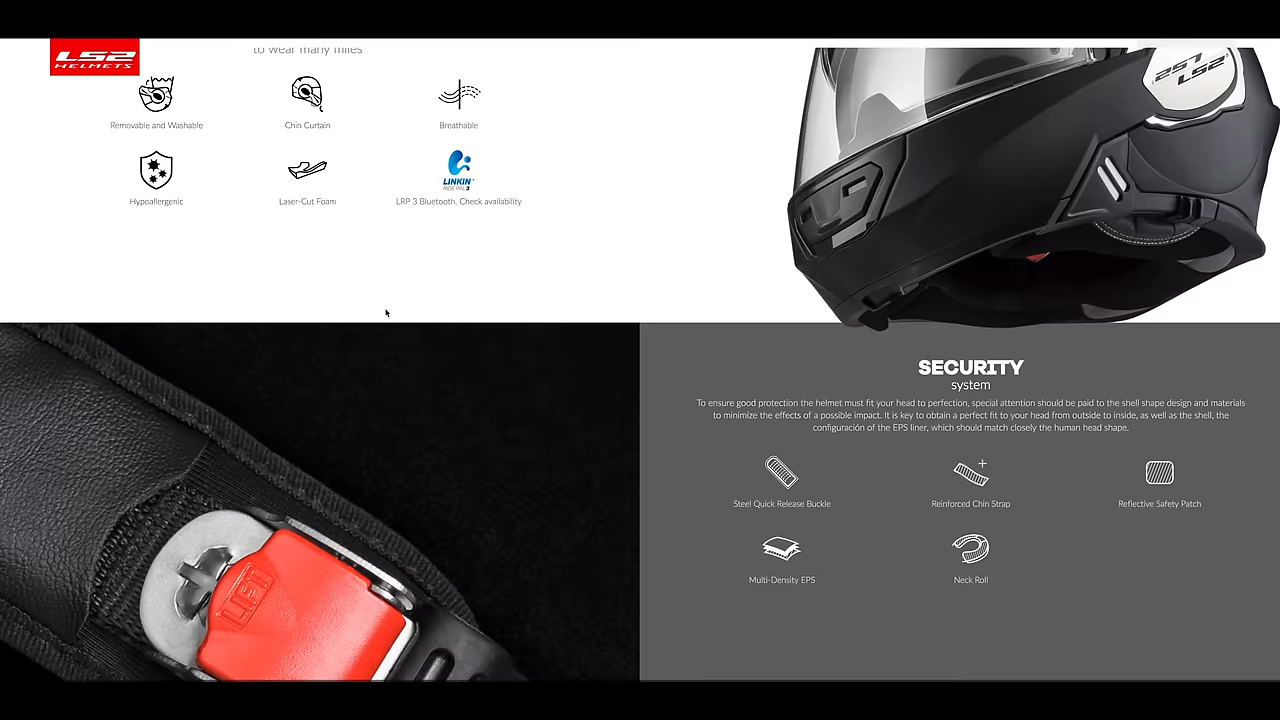 LS2
HELMETS
to wear many miles
Removable and Washable
Chin Curtain
Breathable
LINKIN
RIDE PAL 3
Hypoallergenic
Laser-Cut Foam
LRP 3 Bluetooth. Check availability
LS2
LIFT
SECURITY
system
To ensure good protection the helmet must fit your head to perfection, special attention should be paid to the shell shape design and materials
to minimize the effects of a possible impact. It is key to obtain a perfect fit to your head from outside to inside, as well as the shell, the
configuración of the EPS liner, which should match closely the human head shape.
Steel Quick Release Buckle
Reinforced Chin Strap
Reflective Safety Patch
Multi-Density EPS
Neck Roll